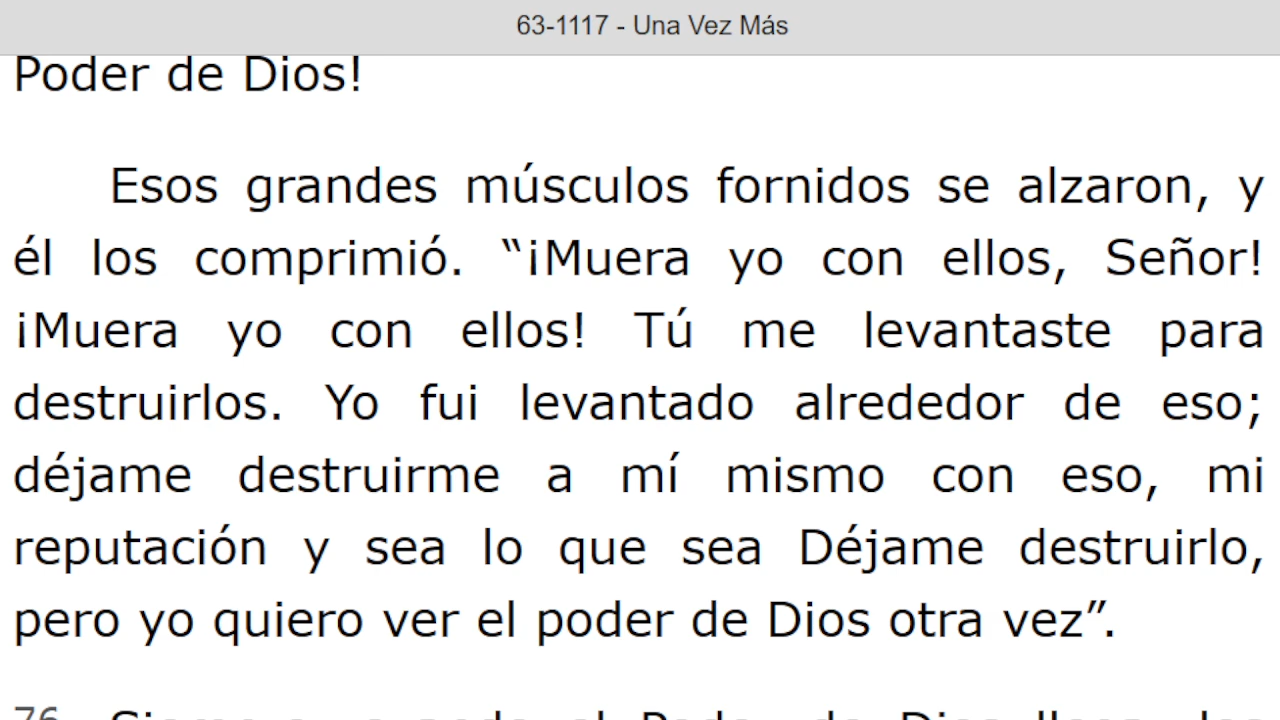 63-1117 - Una Vez Más
Poder de Dios!
Esos grandes músculos fornidos se alzaron, y
él los comprimió. “¡Muera yo con ellos, Señor!
¡Muera yo con ellos! Tú me levantaste para
destruirlos. Yo fui levantado alrededor de eso;
déjame destruirme a mí mismo con eso, mi
reputación y sea lo que sea Déjame destruirlo,
pero yo quiero ver el poder de Dios otra vez”.
76